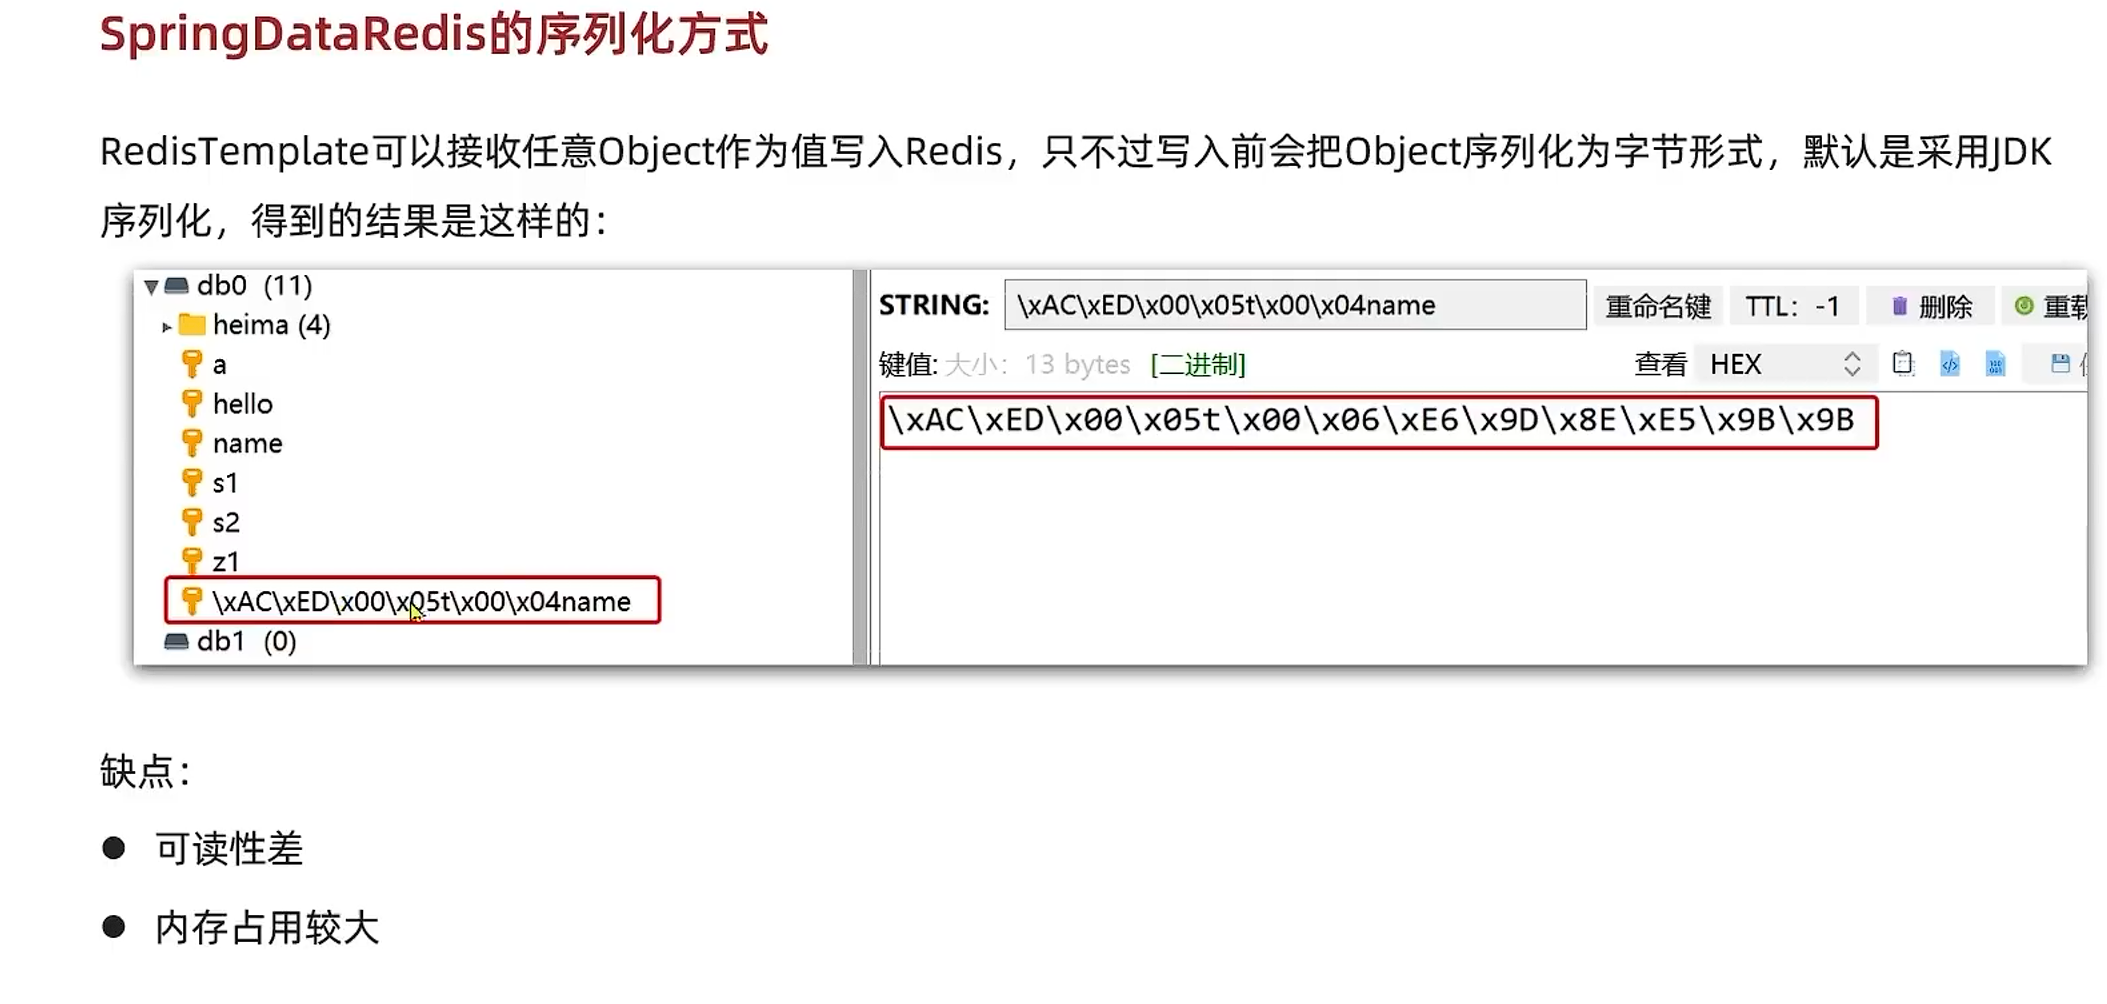 SpringDataRedis的序列化方式
RedisTemplate可以接收任意Object作为值写入Redis，只不过写入前会把Object序列化为字节形式，默认是采用JDK
序列化，得到的结果是这样的：
db0 (11)
heima (4)
a
hello
name
s1
s2
z1
\xAC\xED\x00\x05t\x00\x04name
db1 (0)
STRING: \xAC\xED\x00\x05t\x00\x04name 重命名键 TTL: -1 删除 重载
键值: 大小: 13 bytes [二进制] 查看 HEX
\xAC\xED\x00\x05t\x00\x06\xE6\x9D\x8E\xE5\x9B\x9B
缺点：
● 可读性差
● 内存占用较大